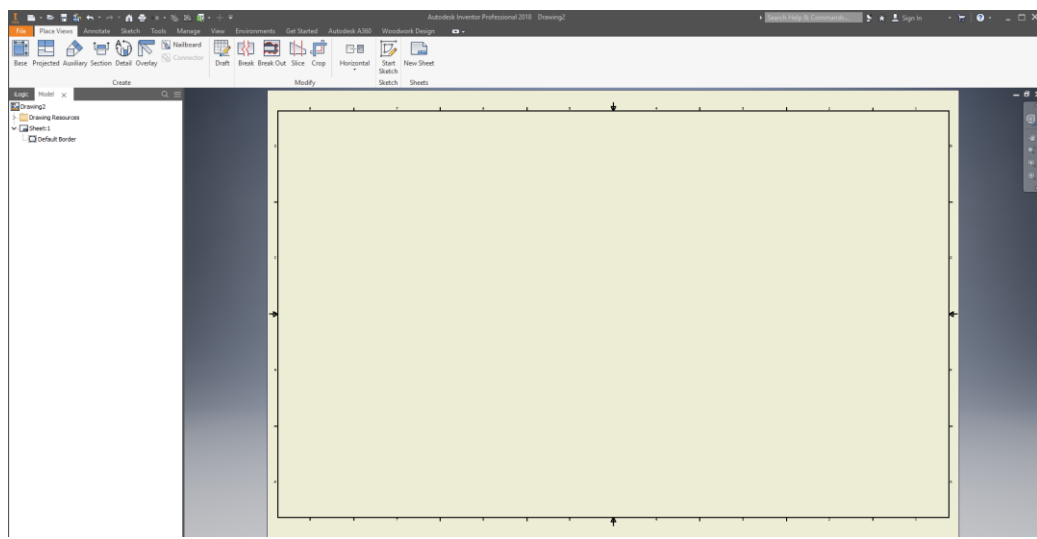 Autodesk Inventor Professional 2018 Drawing2
Search Help & Commands...
Sign In
File Place Views Annotate Sketch Tools Manage View Environments Get Started Autodesk A360 Woodwork Design
Base Projected Auxiliary Section Detail Overlay
Nailboard
Connector
Draft Break Break Out Slice Crop Horizontal Start Sketch New Sheet
Create Modify Sketch Sheets
Logic Model
Drawing2
Drawing Resources
Sheet:1
Default Border